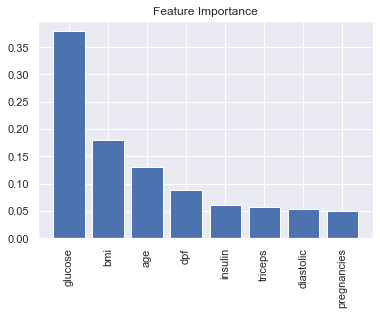 Feature Importance
0.35
0.30
0.25
0.20
0.15
0.10
0.05
0.00
glucose
bmi
age
dpf
insulin
triceps
diastolic
pregnancies